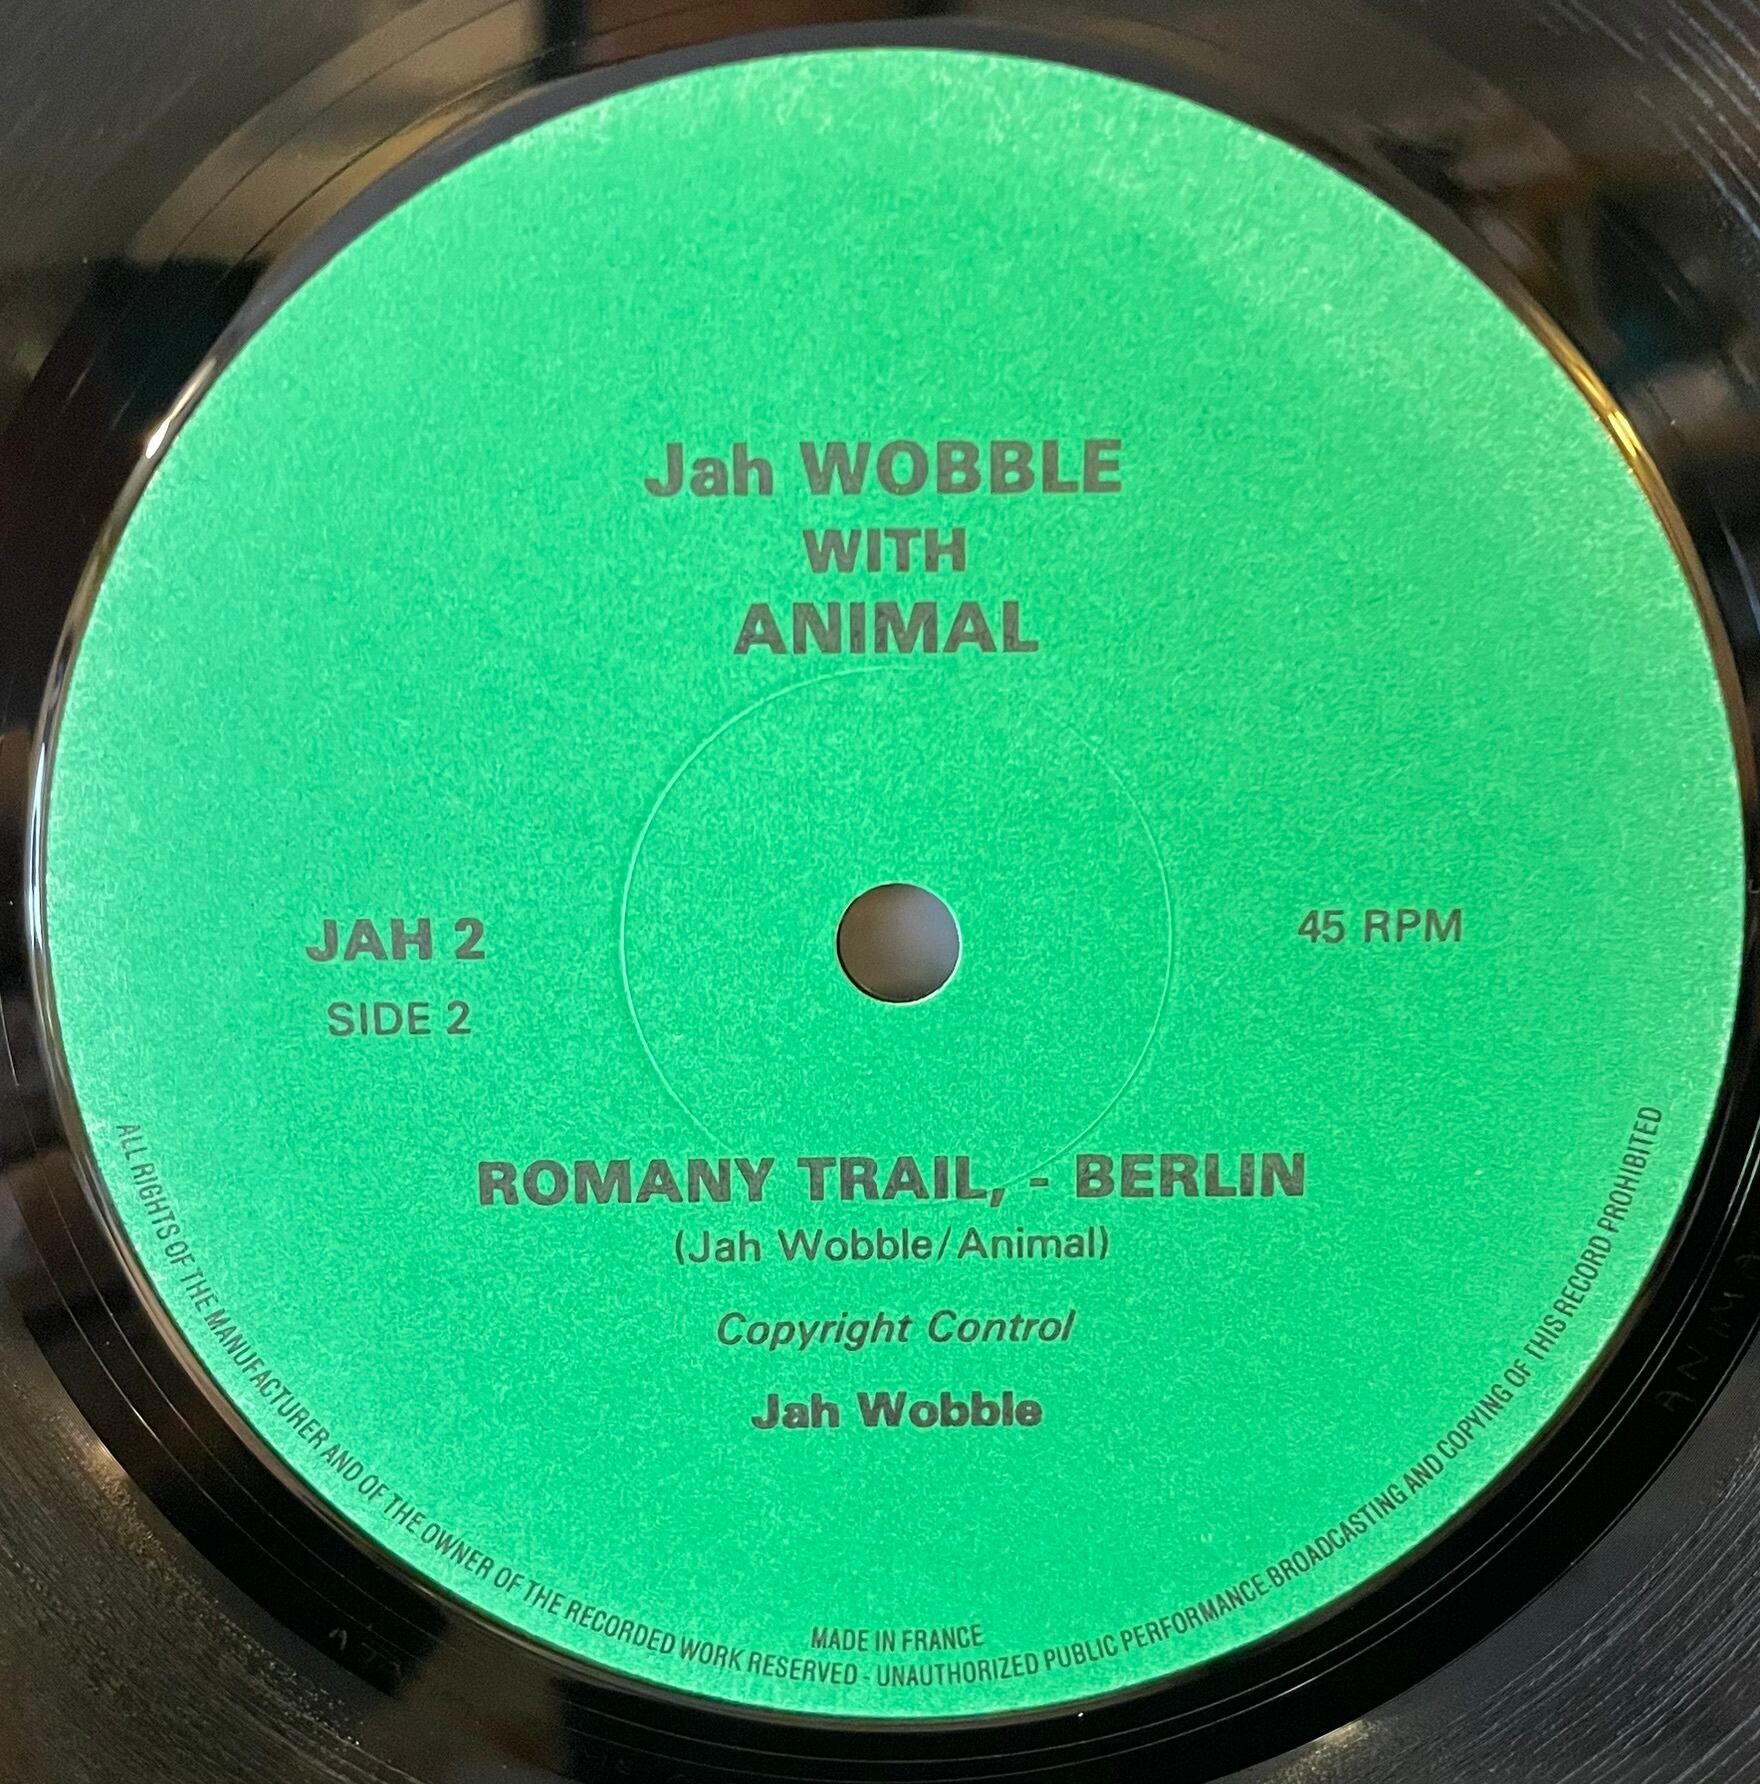 Jah WOBBLE
WITH
ANIMAL
JAH 2
SIDE 2
45 RPM
ROMANY TRAIL, - BERLIN
(Jah Wobble/Animal)
Copyright Control
Jah Wobble
MADE IN FRANCE
ALL RIGHTS OF THE MANUFACTURER AND OF THE OWNER OF THE RECORDED WORK RESERVED - UNAUTHORIZED PUBLIC PERFORMANCE BROADCASTING AND COPYING OF THIS RECORD PROHIBITED